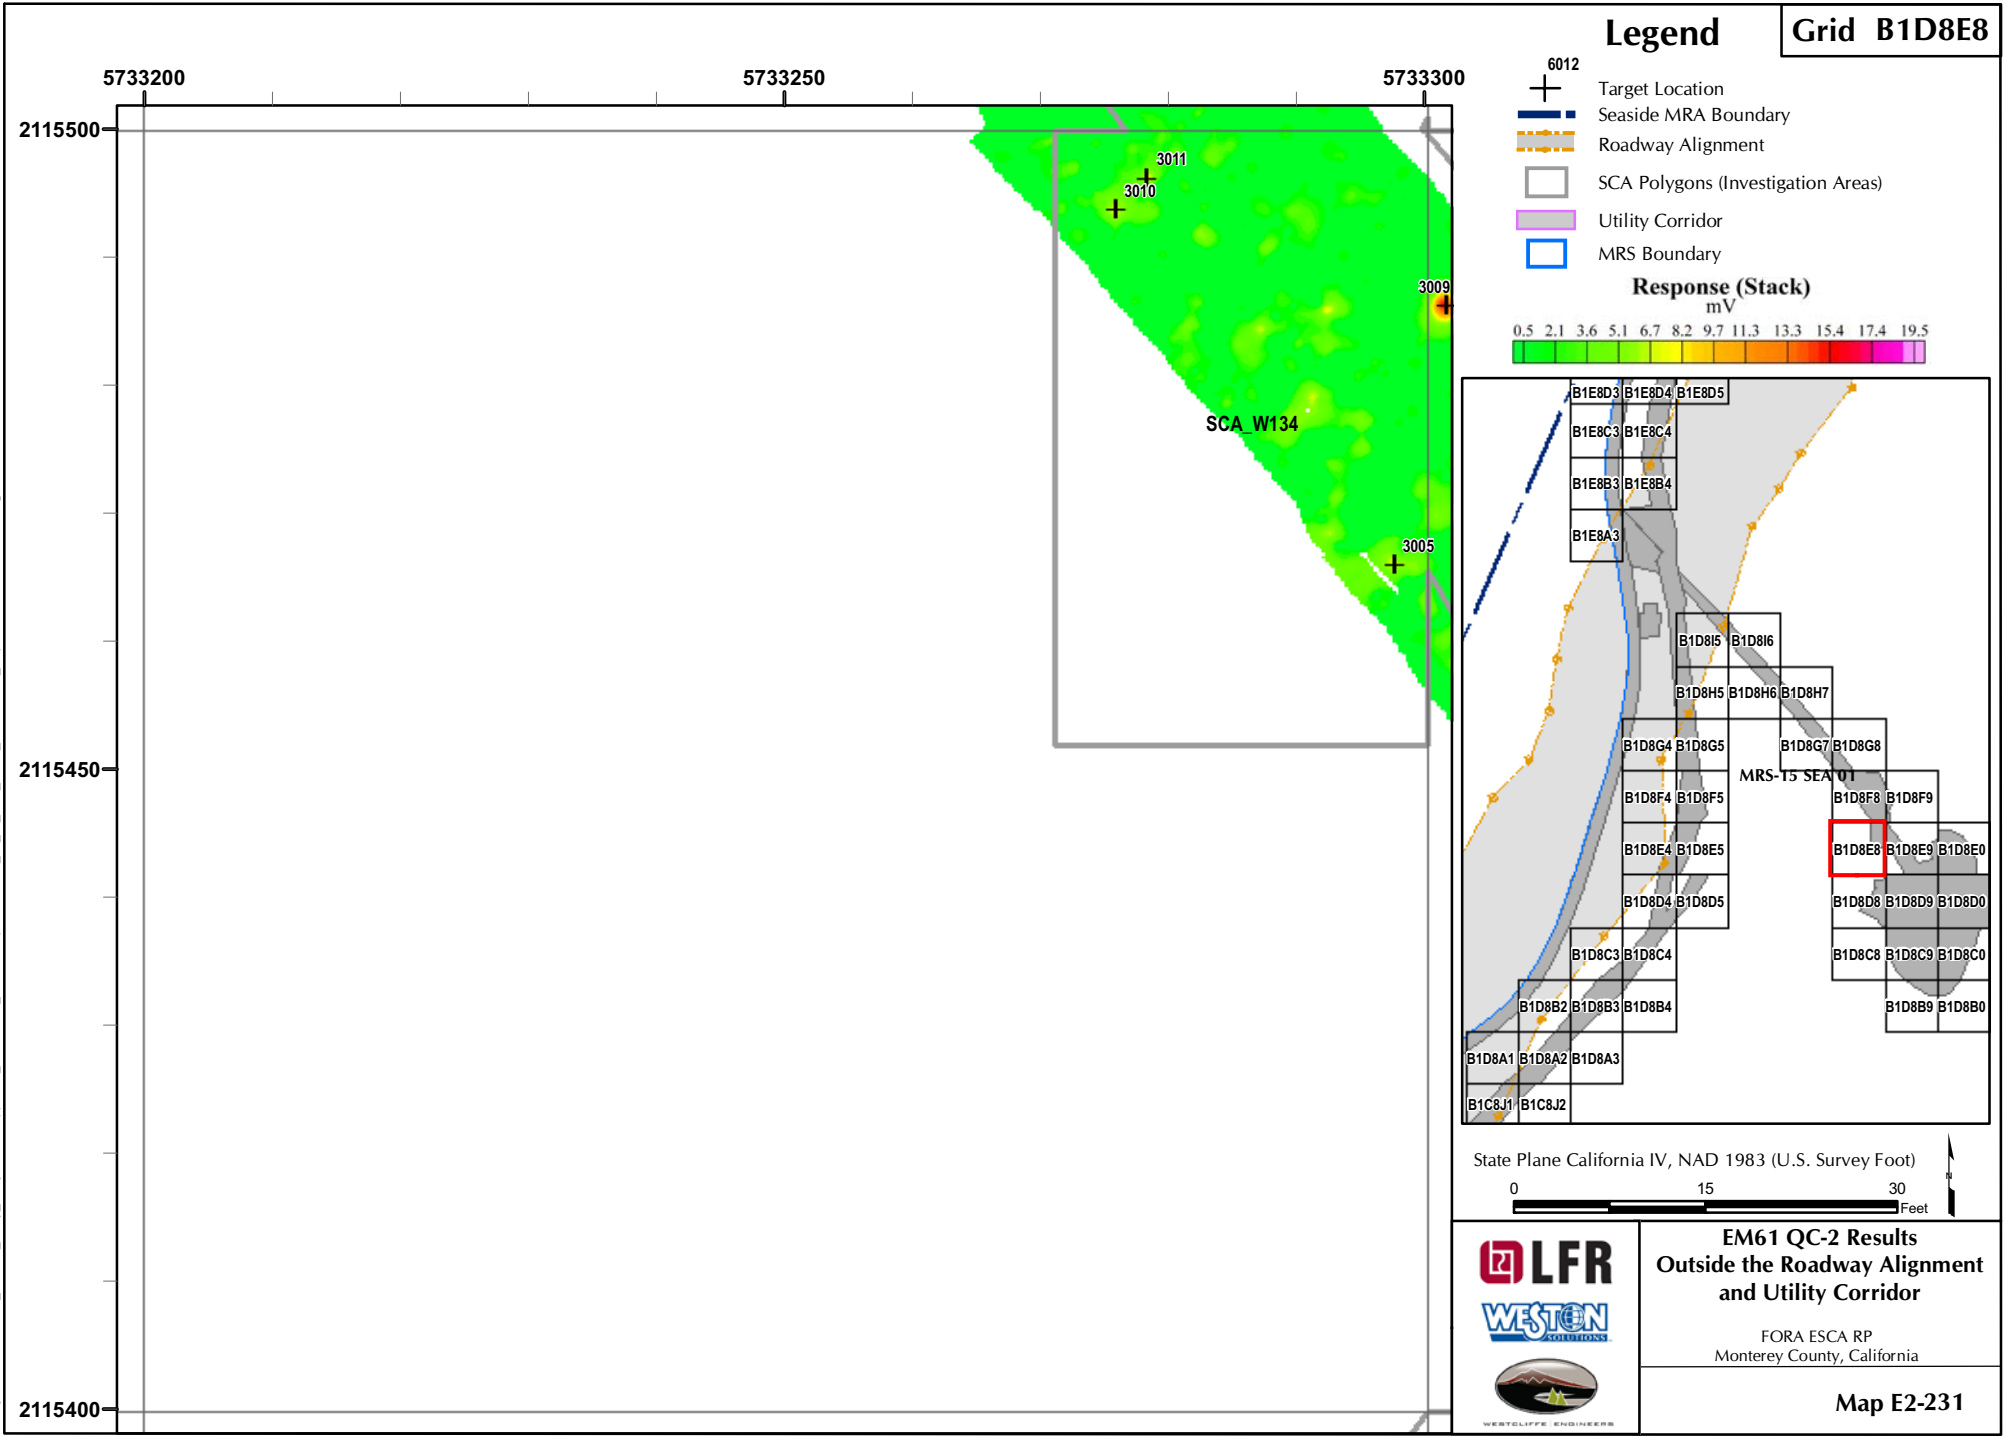 Legend
Grid B1D8E8
5733200
5733250
5733300
2115500
2115450
2115400
3011
3010
3009
SCA_W134
3005
6012
Target Location
Seaside MRA Boundary
Roadway Alignment
SCA Polygons (Investigation Areas)
Utility Corridor
MRS Boundary
Response (Stack)
mV
0.5 2.1 3.6 5.1 6.7 8.2 9.7 11.3 13.3 15.4 17.4 19.5
B1E8D3 B1E8D4 B1E8D5
B1E8C3 B1E8C4
B1E8B3 B1E8B4
B1E8A3
B1D8I5 B1D8I6
B1D8H5 B1D8H6 B1D8H7
B1D8G4 B1D8G5 B1D8G7 B1D8G8
MRS-15 SEA 01
B1D8F4 B1D8F5 B1D8F8 B1D8F9
B1D8E4 B1D8E5 B1D8E8 B1D8E9 B1D8E0
B1D8D4 B1D8D5 B1D8D8 B1D8D9 B1D8D0
B1D8C3 B1D8C4 B1D8C8 B1D8C9 B1D8C0
B1D8B2 B1D8B3 B1D8B4 B1D8B9 B1D8B0
B1D8A1 B1D8A2 B1D8A3
B1C8J1 B1C8J2
State Plane California IV, NAD 1983 (U.S. Survey Foot)
0 15 30
Feet
N
LFR
WESTON
SOLUTIONS
WESTCLIFFE ENGINEERS
EM61 QC-2 Results
Outside the Roadway Alignment
and Utility Corridor
FORA ESCA RP
Monterey County, California
Map E2-231